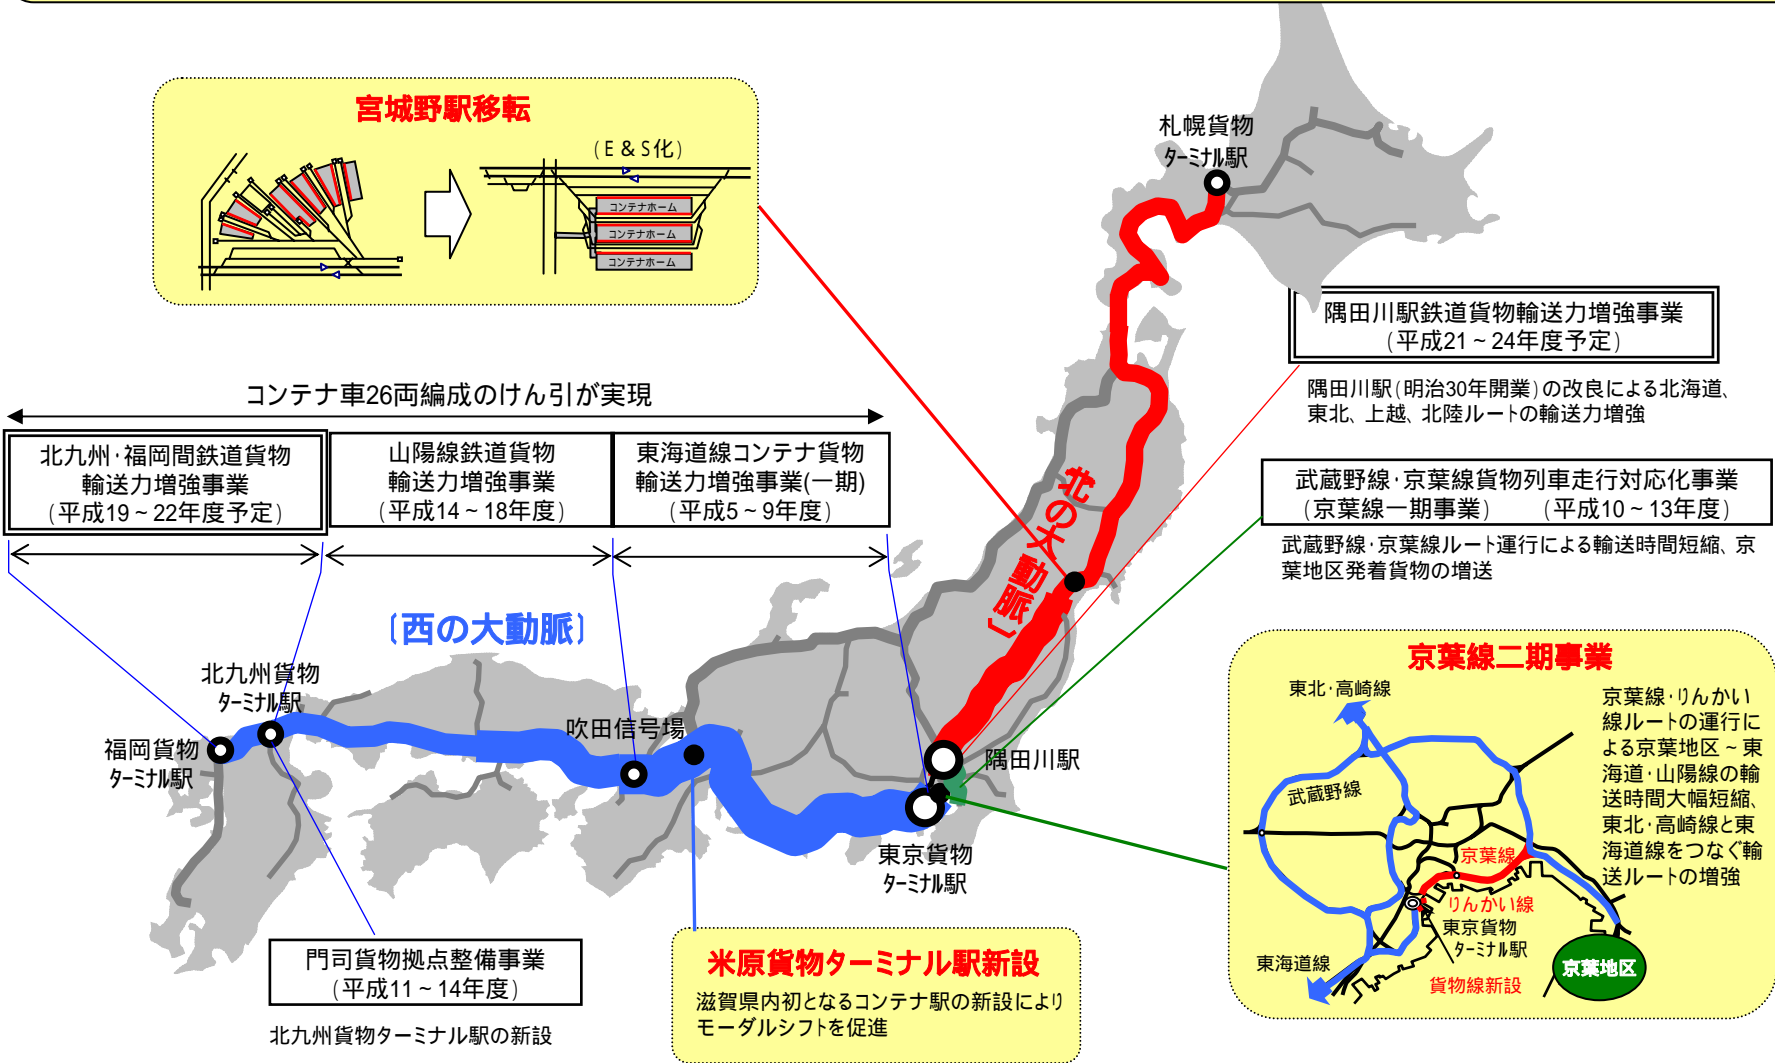 宮城野駅移転
(E＆S化)
コンテナホーム
コンテナホーム
コンテナホーム
札幌貨物
ターミナル駅
隅田川駅鉄道貨物輸送力増強事業
(平成21～24年度予定)
隅田川駅(明治30年開業)の改良による北海道、
東北、上越、北陸ルートの輸送力増強
コンテナ車26両編成のけん引が実現
北九州・福岡間鉄道貨物
輸送力増強事業
(平成19～22年度予定)
山陽線鉄道貨物
輸送力増強事業
(平成14～18年度)
東海道線コンテナ貨物
輸送力増強事業(一期)
(平成5～9年度)
武蔵野線・京葉線貨物列車走行対応化事業
(京葉線一期事業) (平成10～13年度)
武蔵野線・京葉線ルート運行による輸送時間短縮、京
葉地区発着貨物の増送
北の大動脈〕
〔西の大動脈〕
北九州貨物
ターミナル駅
福岡貨物
ターミナル駅
吹田信号場
隅田川駅
東京貨物
ターミナル駅
門司貨物拠点整備事業
(平成11～14年度)
北九州貨物ターミナル駅の新設
米原貨物ターミナル駅新設
滋賀県内初となるコンテナ駅の新設により
モーダルシフトを促進
京葉線二期事業
東北・高崎線
武蔵野線
京葉線
りんかい線
東京貨物
ターミナル駅
貨物線新設
東海道線
京葉地区
京葉線・りんかい
線ルートの運行に
よる京葉地区～東
海道・山陽線の輸
送時間大幅短縮、
東北・高崎線と東
海道線をつなぐ輸
送ルートの増強